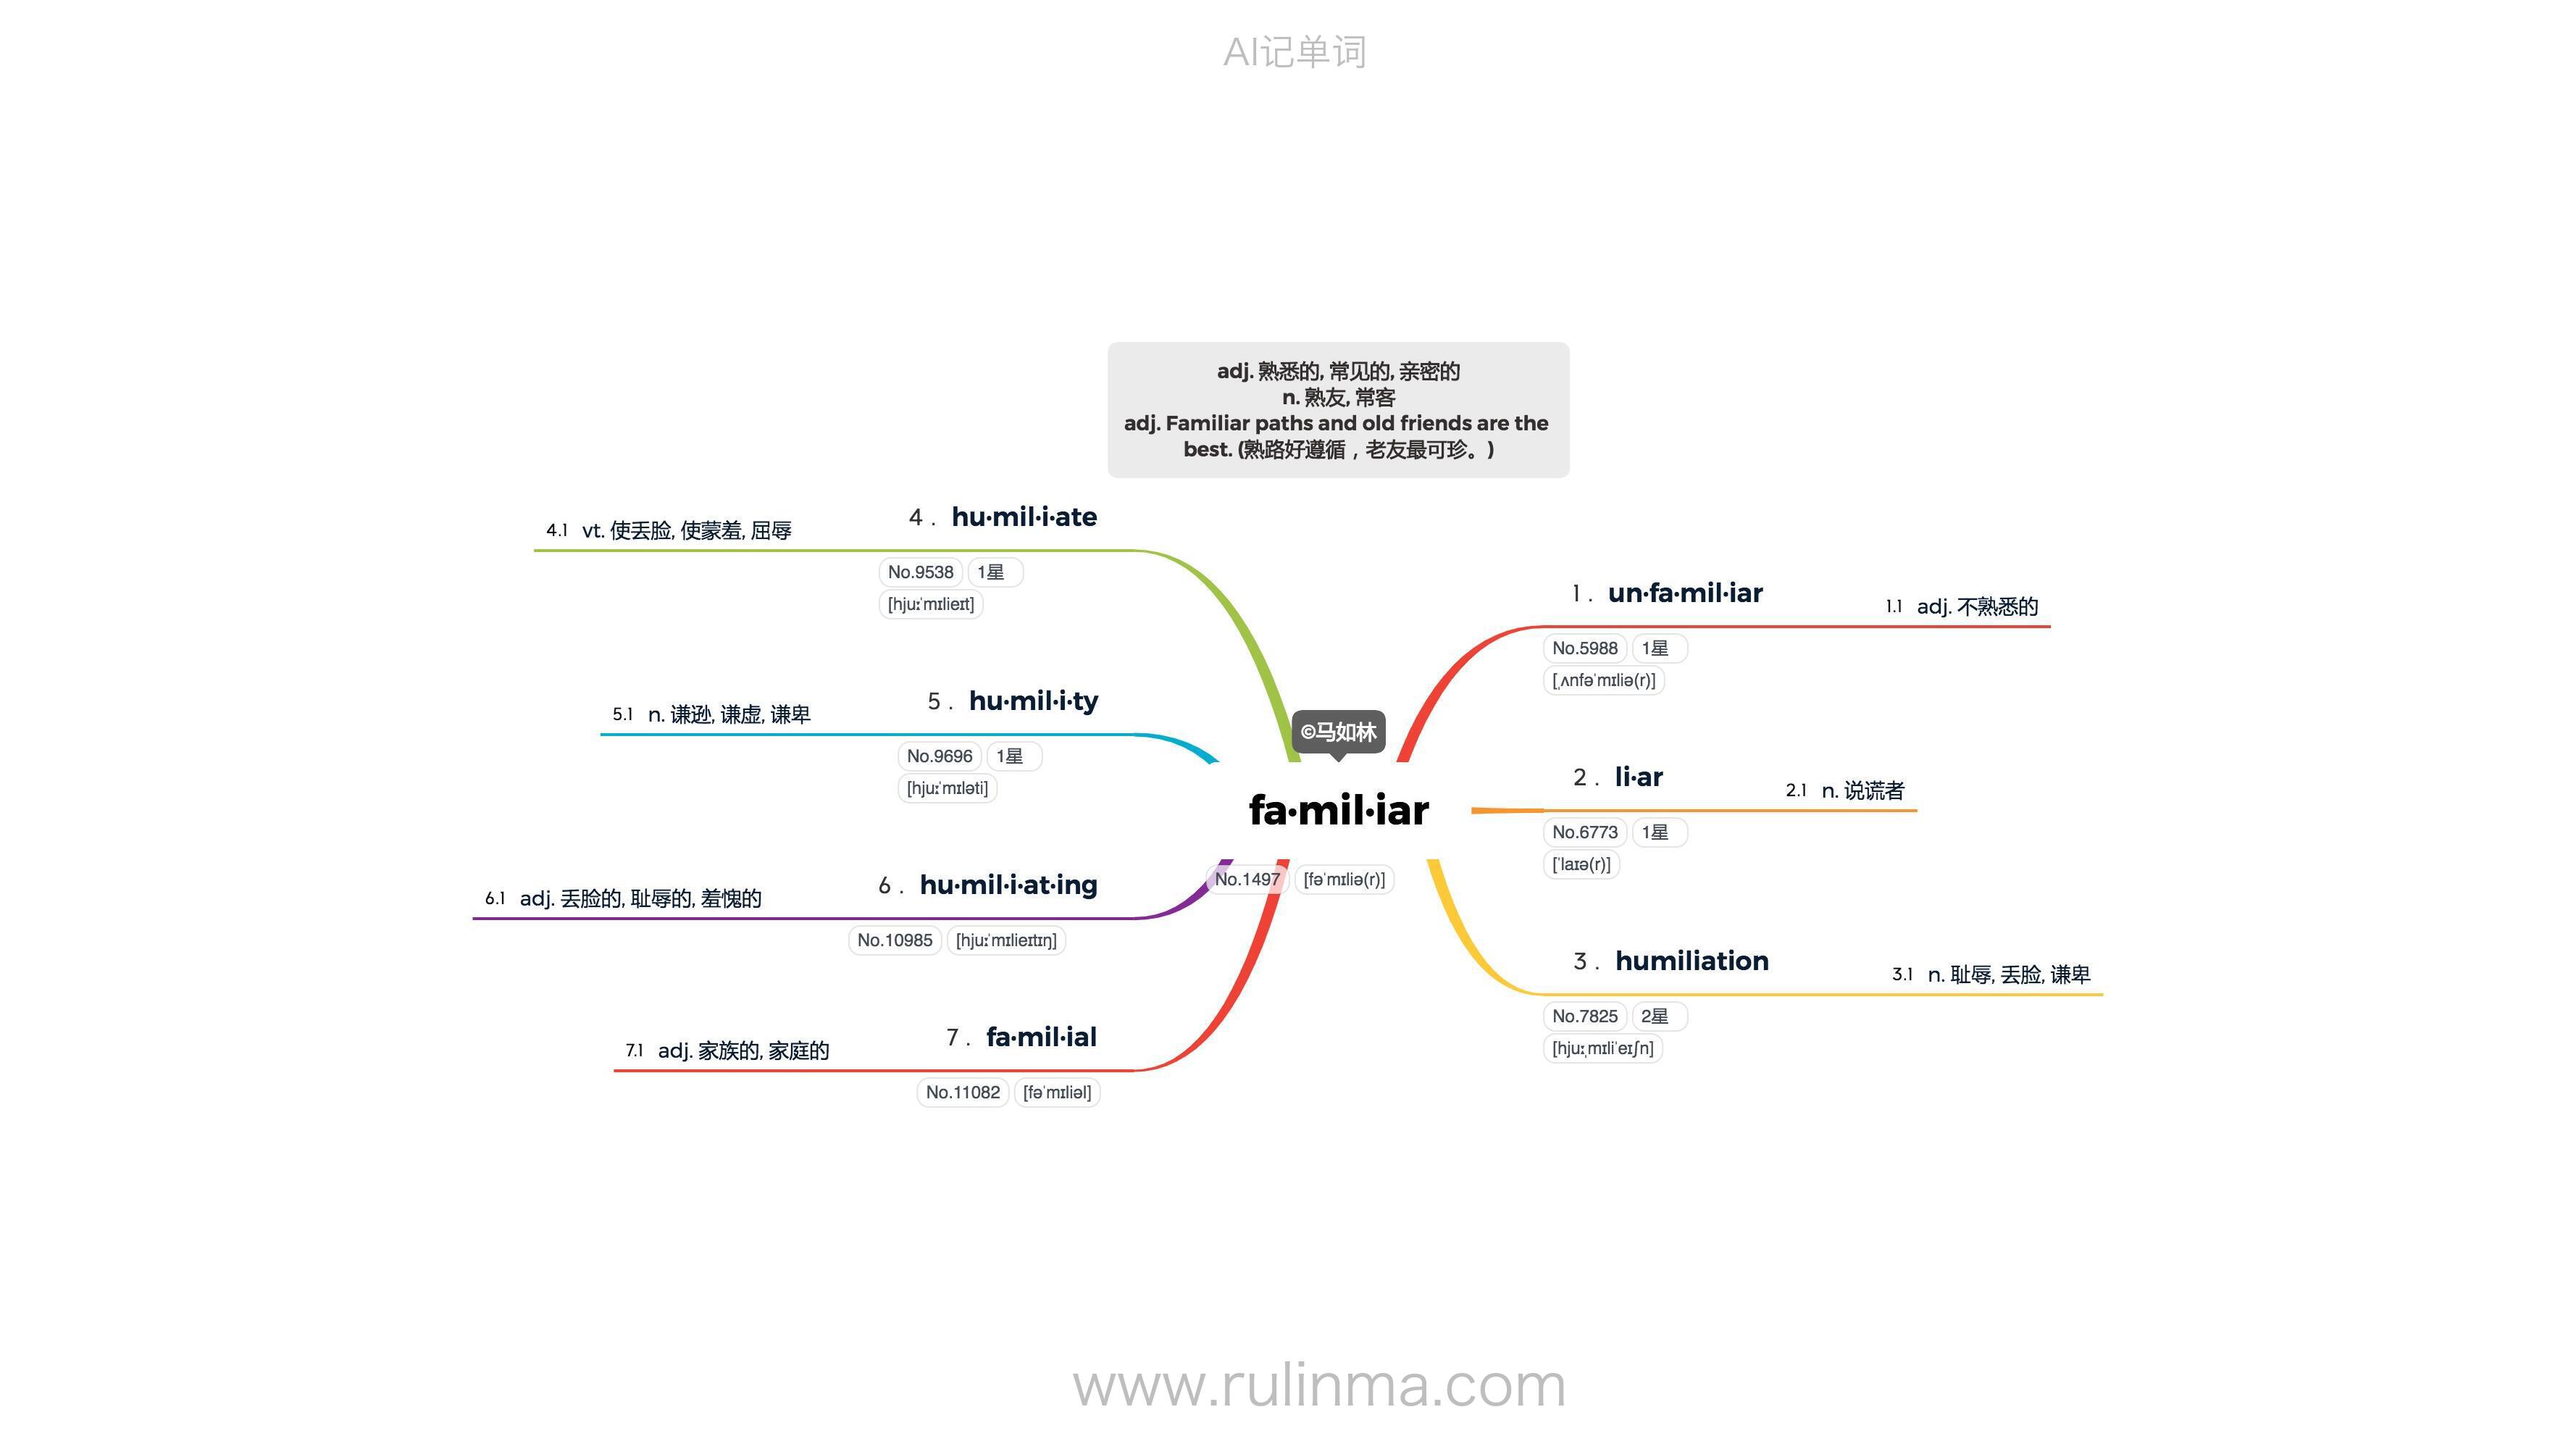 AI记单词
adj. 熟悉的, 常见的, 亲密的
n. 熟友, 常客
adj. Familiar paths and old friends are the
best. (熟路好遵循，老友最可珍。)
©马如林
fa·mil·iar
No.1497 [fəˈmɪliə(r)]
1 . un·fa·mil·iar
1.1 adj. 不熟悉的
No.5988 1星
[ˌʌnfəˈmɪliə(r)]
2 . li·ar
2.1 n. 说谎者
No.6773 1星
[ˈlaɪə(r)]
3 . humiliation
3.1 n. 耻辱, 丢脸, 谦卑
No.7825 2星
[hjuːˌmɪliˈeɪʃn]
4 . hu·mil·i·ate
4.1 vt. 使丢脸, 使蒙羞, 屈辱
No.9538 1星
[hjuːˈmɪlieɪt]
5 . hu·mil·i·ty
5.1 n. 谦逊, 谦虚, 谦卑
No.9696 1星
[hjuːˈmɪləti]
6 . hu·mil·i·at·ing
6.1 adj. 丢脸的, 耻辱的, 羞愧的
No.10985 [hjuːˈmɪlieɪtɪŋ]
7 . fa·mil·ial
7.1 adj. 家族的, 家庭的
No.11082 [fəˈmɪliəl]
www.rulinma.com